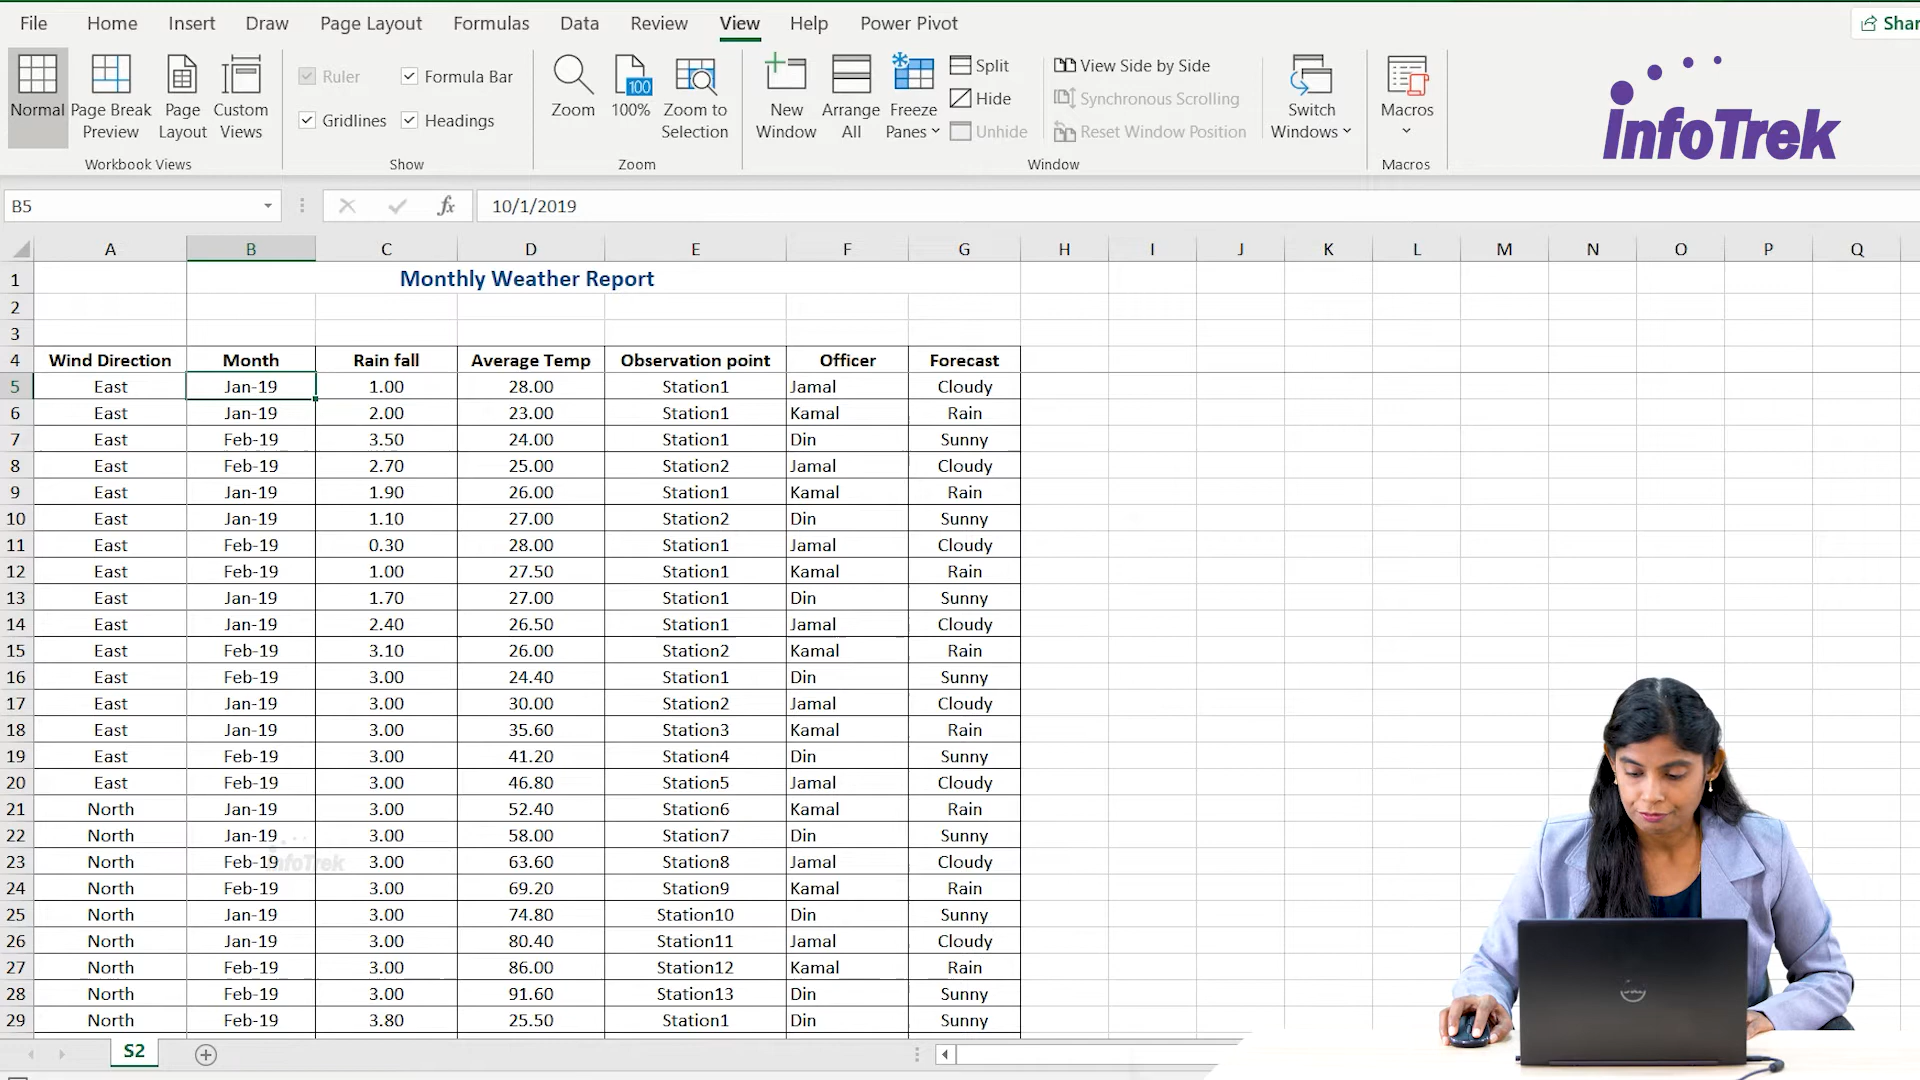 File Home Insert Draw Page Layout Formulas Data Review View Help Power Pivot Shar
Normal
Page Break Preview
Page Layout
Custom Views
Workbook Views
Ruler Formula Bar
Gridlines Headings
Show
Zoom
100%
100
Zoom to Selection
Zoom
New Window
Arrange All
Freeze Panes
Split
Hide
Unhide
View Side by Side
Synchronous Scrolling
Reset Window Position
Window
Switch Windows
Macros
Macros
infoTrek
B5 fx 10/1/2019
A B C D E F G H I J K L M N O P Q
1 Monthly Weather Report
2
3
4 Wind Direction Month Rain fall Average Temp Observation point Officer Forecast
5 East Jan-19 1.00 28.00 Station1 Jamal Cloudy
6 East Jan-19 2.00 23.00 Station1 Kamal Rain
7 East Feb-19 3.50 24.00 Station1 Din Sunny
8 East Feb-19 2.70 25.00 Station2 Jamal Cloudy
9 East Jan-19 1.90 26.00 Station1 Kamal Rain
10 East Jan-19 1.10 27.00 Station2 Din Sunny
11 East Feb-19 0.30 28.00 Station1 Jamal Cloudy
12 East Feb-19 1.00 27.50 Station1 Kamal Rain
13 East Jan-19 1.70 27.00 Station1 Din Sunny
14 East Jan-19 2.40 26.50 Station1 Jamal Cloudy
15 East Feb-19 3.10 26.00 Station2 Kamal Rain
16 East Feb-19 3.00 24.40 Station1 Din Sunny
17 East Jan-19 3.00 30.00 Station2 Jamal Cloudy
18 East Jan-19 3.00 35.60 Station3 Kamal Rain
19 East Feb-19 3.00 41.20 Station4 Din Sunny
20 East Feb-19 3.00 46.80 Station5 Jamal Cloudy
21 North Jan-19 3.00 52.40 Station6 Kamal Rain
22 North Jan-19 3.00 58.00 Station7 Din Sunny
23 North Feb-19 3.00 63.60 Station8 Jamal Cloudy
infoTrek
24 North Feb-19 3.00 69.20 Station9 Kamal Rain
25 North Jan-19 3.00 74.80 Station10 Din Sunny
26 North Jan-19 3.00 80.40 Station11 Jamal Cloudy
27 North Feb-19 3.00 86.00 Station12 Kamal Rain
28 North Feb-19 3.00 91.60 Station13 Din Sunny
29 North Feb-19 3.80 25.50 Station1 Din Sunny
S2